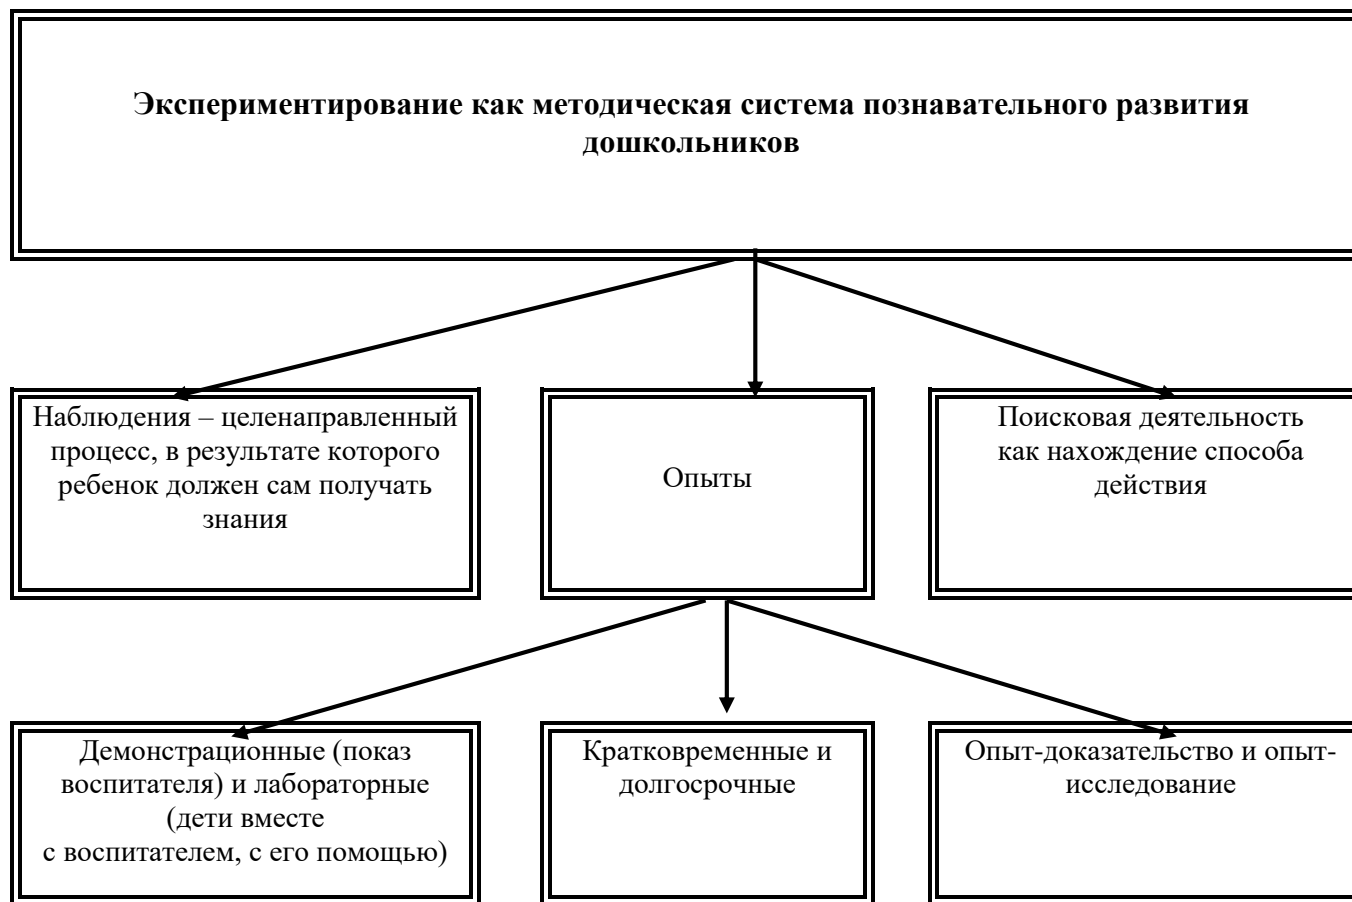 Экспериментирование как методическая система познавательного развития
дошкольников
Наблюдения – целенаправленный
процесс, в результате которого
ребенок должен сам получать
знания
Опыты
Поисковая деятельность
как нахождение способа
действия
Демонстрационные (показ
воспитателя) и лабораторные
(дети вместе
с воспитателем, с его помощью)
Кратковременные и
долгосрочные
Опыт-доказательство и опыт-
исследование